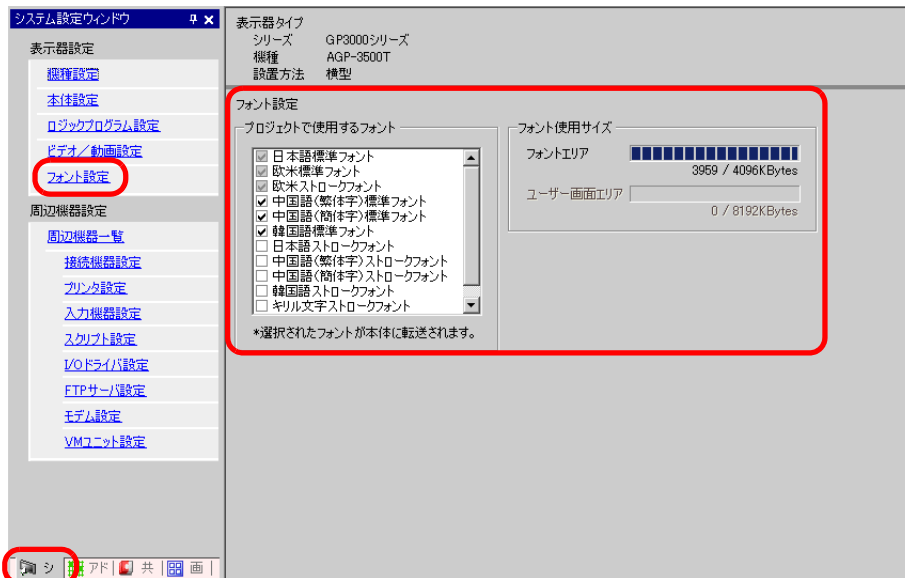 システム設定ウィンドウ
表示器設定
機種設定
本体設定
ロジックプログラム設定
ビデオ／動画設定
フォント設定
周辺機器設定
周辺機器一覧
接続機器設定
プリンタ設定
入力機器設定
スクリプト設定
I/Oドライバ設定
FTPサーバ設定
モデム設定
VMユニット設定
シ
アド
共
画
表示器タイプ
シリーズ GP3000シリーズ
機種 AGP-3500T
設置方法 横型
フォント設定
プロジェクトで使用するフォント
日本語標準フォント
欧米標準フォント
欧米ストロークフォント
中国語(繁体字)標準フォント
中国語(簡体字)標準フォント
韓国語標準フォント
日本語ストロークフォント
中国語(繁体字)ストロークフォント
中国語(簡体字)ストロークフォント
韓国語ストロークフォント
キリル文字ストロークフォント
*選択されたフォントが本体に転送されます。
フォント使用サイズ
フォントエリア
3959 / 4096KBytes
ユーザー画面エリア
0 / 8192KBytes